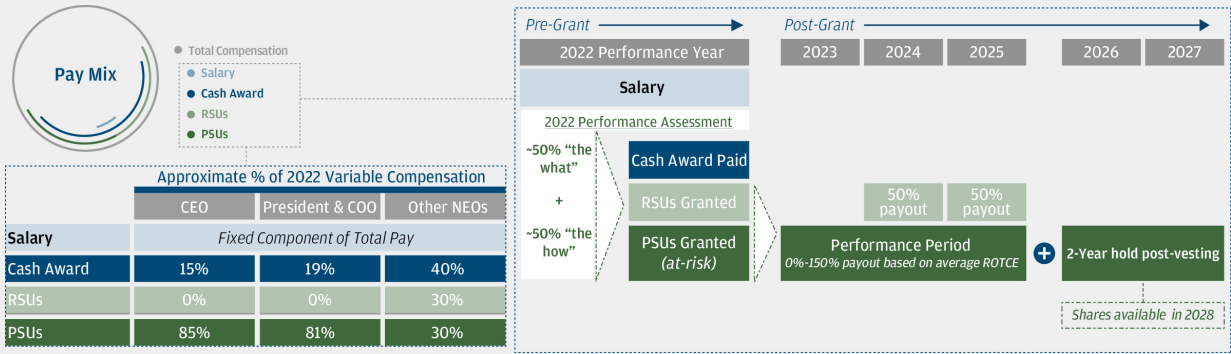 Pay Mix
Total Compensation
Salary
Cash Award
RSUs
PSUs
Approximate % of 2022 Variable Compensation
CEO President & COO Other NEOs
Salary Fixed Component of Total Pay
Cash Award 15% 19% 40%
RSUs 0% 0% 30%
PSUs 85% 81% 30%
Pre-Grant Post-Grant
2022 Performance Year 2023 2024 2025 2026 2027
Salary
2022 Performance Assessment
~50% “the
what”
+
~50% “the
how”
Cash Award Paid
RSUs Granted
50%
payout
50%
payout
PSUs Granted
(at-risk)
Performance Period
0%-150% payout based on average ROTCE
+
2-Year hold post-vesting
Shares available in 2028